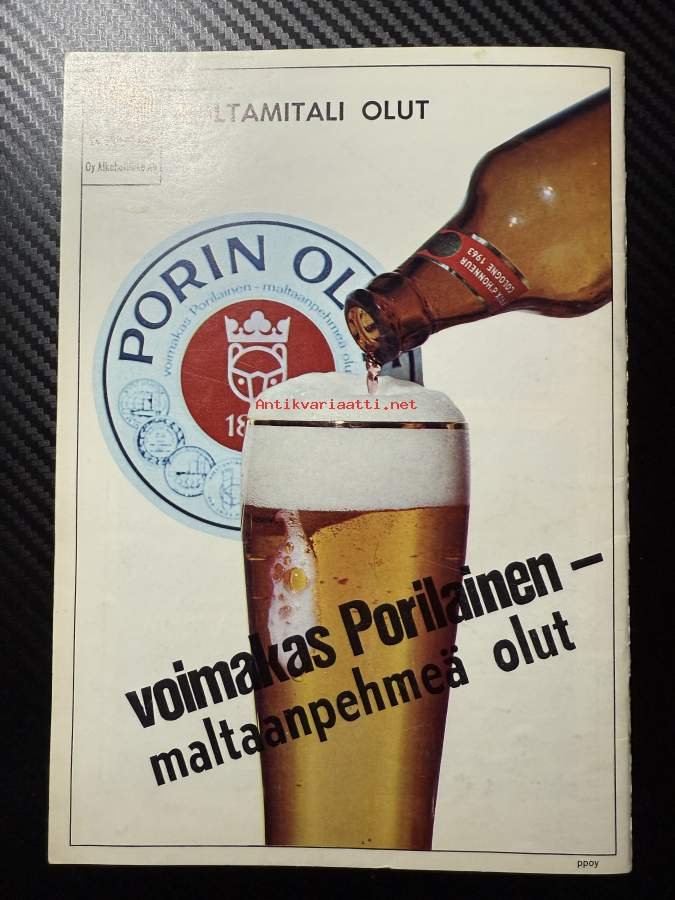 LTAMITALI OLUT
Oy Alkoholiliike Ab
PORIN OL
voimakas Porilainen - maltaanpehmeä olut
18
D'HONNEUR
COLOGNE 1963
Antikvariaatti.net
voimakas Porilainen –
maltaanpehmeä olut
ppoy